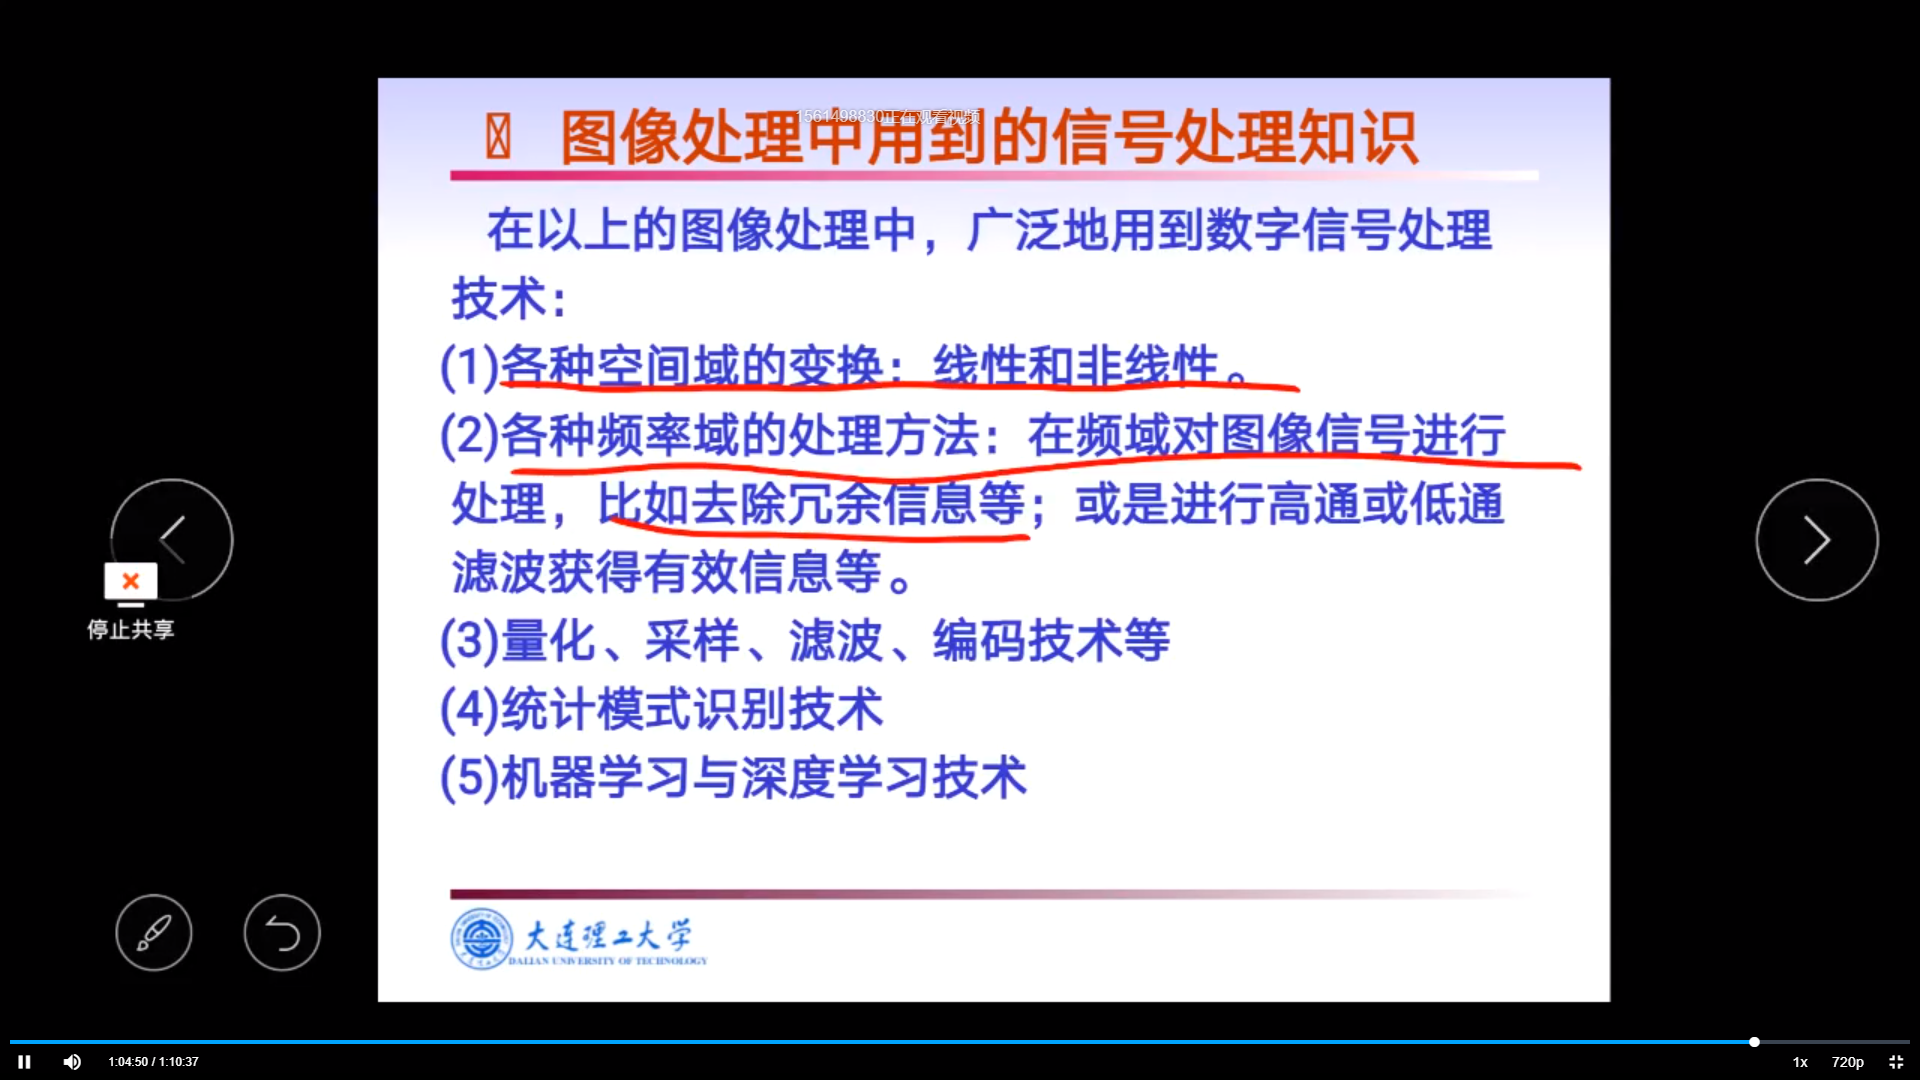 1561498830正在观看视频
图像处理中用到的信号处理知识
在以上的图像处理中，广泛地用到数字信号处理
技术：
(1)各种空间域的变换：线性和非线性。
(2)各种频率域的处理方法：在频域对图像信号进行
处理，比如去除冗余信息等；或是进行高通或低通
滤波获得有效信息等。
(3)量化、采样、滤波、编码技术等
(4)统计模式识别技术
(5)机器学习与深度学习技术
停止共享
大连理工大学
DALIAN UNIVERSITY OF TECHNOLOGY
1:04:50 / 1:10:37
1x
720p